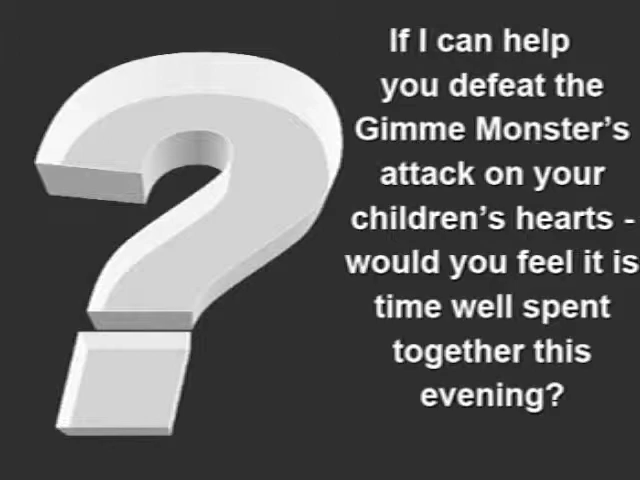 If I can help
you defeat the
Gimme Monster's
attack on your
children's hearts -
would you feel it is
time well spent
together this
evening?